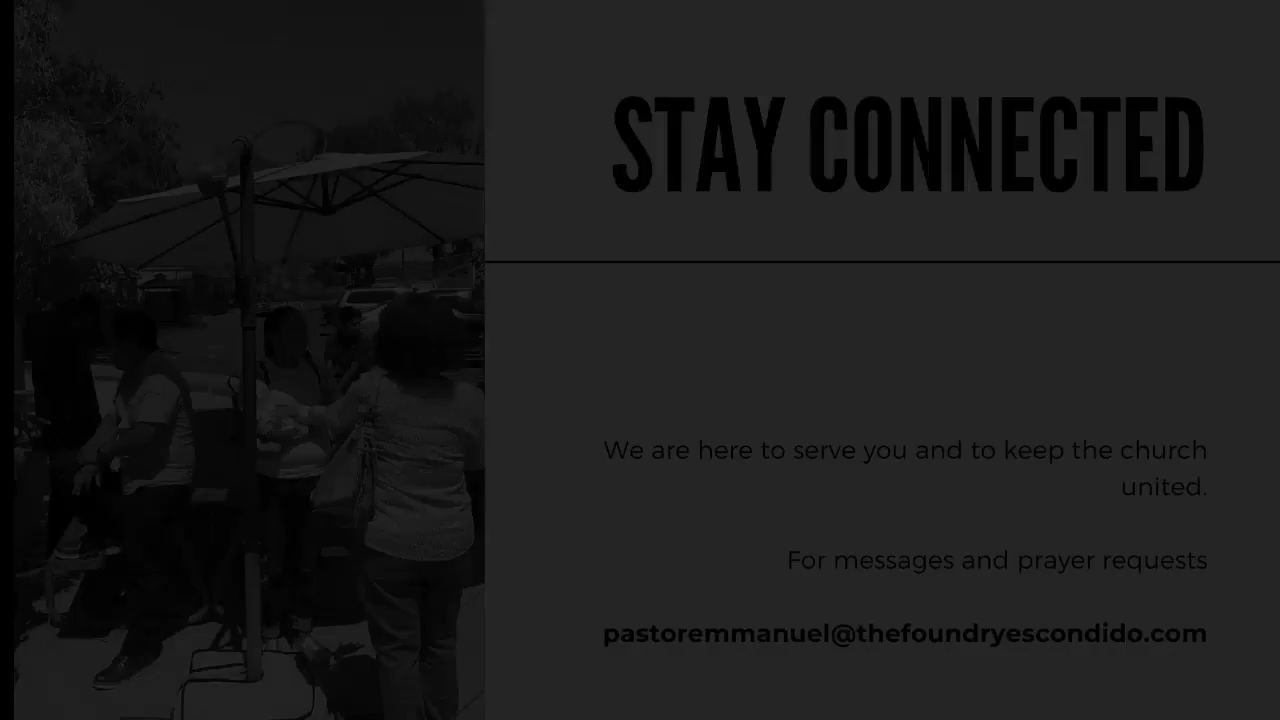 STAY CONNECTED
We are here to serve you and to keep the church
united.
For messages and prayer requests
pastoremmanuel@thefoundryescondido.com